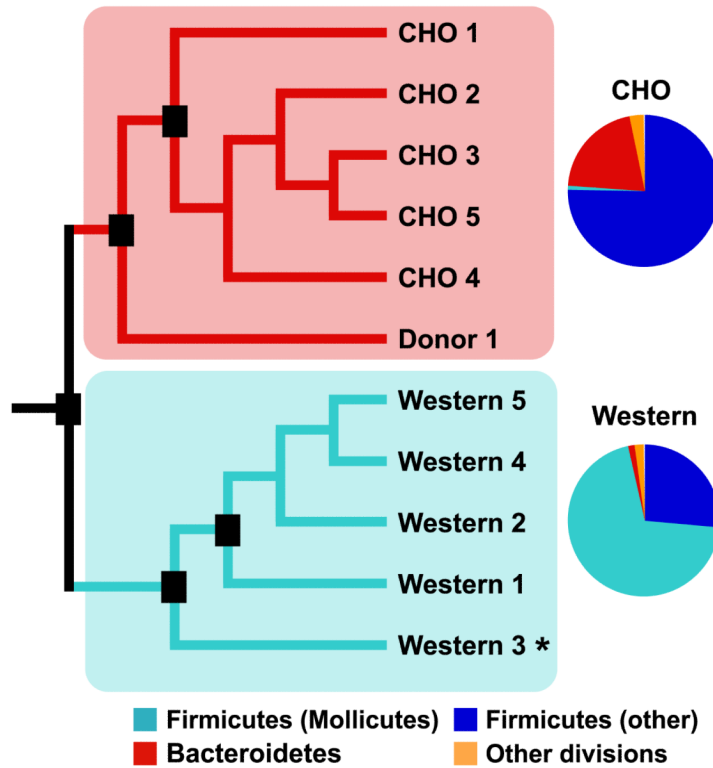 CHO 1
CHO 2
CHO
CHO 3
CHO 5
CHO 4
Donor 1
Western 5
Western
Western 4
Western 2
Western 1
Western 3 *
Firmicutes (Mollicutes)
Firmicutes (other)
Bacteroidetes
Other divisions